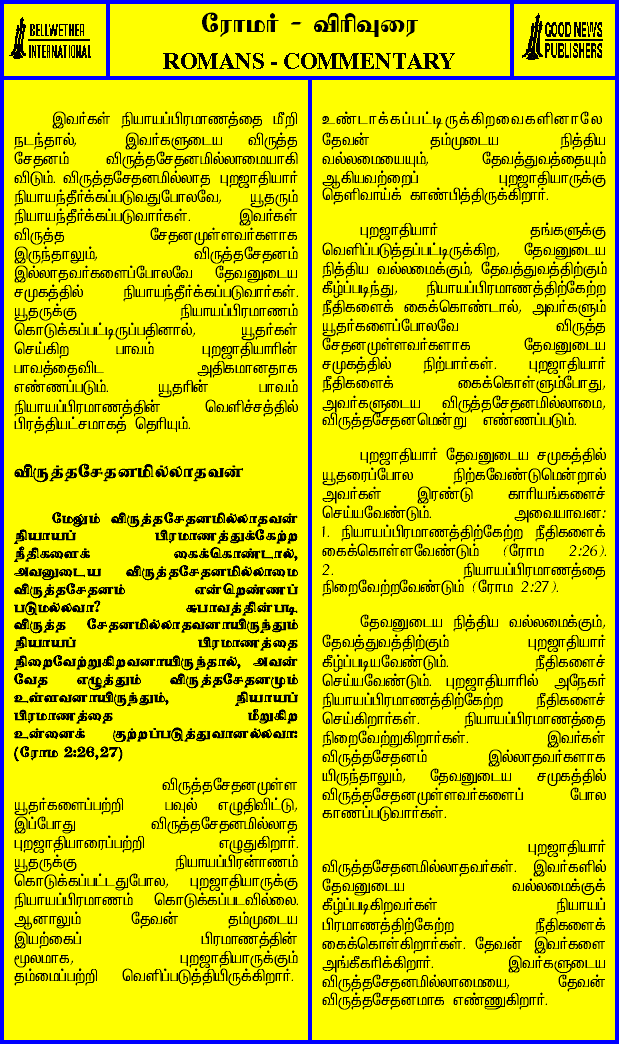 BELLWETHER
INTERNATIONAL
ரோமர் - விரிவுரை
ROMANS - COMMENTARY
GOOD NEWS
PUBLISHERS
இவர்கள் நியாயப்பிரமாணத்தை மீறி
நடந்தால், இவர்களுடைய விருத்த
சேதனம் விருத்தசேதனமில்லாமையாகி
விடும். விருத்தசேதனமில்லாத புறஜாதியார்
நியாயந்தீர்க்கப்படுவதுபோலவே, யூதரும்
நியாயந்தீர்க்கப்படுவார்கள். இவர்கள்
விருத்த சேதனமுள்ளவர்களாக
இருந்தாலும், விருத்தசேதனம்
இல்லாதவர்களைப்போலவே தேவனுடைய
சமுகத்தில் நியாயந்தீர்க்கப்படுவார்கள்.
யூதருக்கு நியாயப்பிரமாணம்
கொடுக்கப்பட்டிருப்பதினால், யூதர்கள்
செய்கிற பாவம் புறஜாதியாரின்
பாவத்தைவிட அதிகமானதாக
எண்ணப்படும். யூதரின் பாவம்
நியாயப்பிரமாணத்தின் வெளிச்சத்தில்
பிரத்தியட்சமாகத் தெரியும்.
விருத்தசேதனமில்லாதவன்
மேலும் விருத்தசேதனமில்லாதவன்
நியாயப் பிரமாணத்துக்கேற்ற
நீதிகளைக் கைக்கொண்டால்,
அவனுடைய விருத்தசேதனமில்லாமை
விருத்தசேதனம் என்றெண்ணப்
படுமல்லவா? சுபாவத்தின்படி
விருத்த சேதனமில்லாதவனாயிருந்தும்
நியாயப் பிரமாணத்தை
நிறைவேற்றுகிறவனாயிருந்தால், அவன்
வேத எழுத்தும் விருத்தசேதனமும்
உள்ளவனாயிருந்தும், நியாயப்
பிரமாணத்தை மீறுகிற
உன்னைக் குற்றப்படுத்துவானல்லவா:
(ரோம 2:26,27)
விருத்தசேதனமுள்ள
யூதர்களைப்பற்றி பவுல் எழுதிவிட்டு,
இப்போது விருத்தசேதனமில்லாத
புறஜாதியாரைப்பற்றி எழுதுகிறார்.
யூதருக்கு நியாயப்பிரன்ாணம்
கொடுக்கப்பட்டதுபோல, புறஜாதியாருக்கு
நியாயப்பிரமாணம் கொடுக்கப்படவில்லை.
ஆனாலும் தேவன் தம்முடைய
இயற்கைப் பிரமாணத்தின்
மூலமாக, புறஜாதியாருக்கும்
தம்மைப்பற்றி வெளிப்படுத்தியிருக்கிறார்.
உண்டாக்கப்பட்டிருக்கிறவைகளினாலே
தேவன் தம்முடைய நித்திய
வல்லமையையும், தேவத்துவத்தையும்
ஆகியவற்றைப் புறஜாதியாருக்கு
தெளிவாய்க் காண்பித்திருக்கிறார்.
புறஜாதியார் தங்களுக்கு
வெளிப்படுத்தப்பட்டிருக்கிற, தேவனுடைய
நித்திய வல்லமைக்கும், தேவத்துவத்திற்கும்
கீழ்ப்படிந்து, நியாயப்பிரமாணத்திற்கேற்ற
நீதிகளைக் கைக்கொண்டால், அவர்களும்
யூதர்களைப்போலவே விருத்த
சேதனமுள்ளவர்களாக தேவனுடைய
சமுகத்தில் நிற்பார்கள். புறஜாதியார்
நீதிகளைக் கைக்கொள்ளும்போது,
அவர்களுடைய விருத்தசேதனமில்லாமை,
விருத்தசேதனமென்று எண்ணப்படும்.
புறஜாதியார் தேவனுடைய சமுகத்தில்
யூதரைப்போல நிற்கவேண்டுமென்றால்
அவர்கள் இரண்டு காரியங்களைச்
செய்யவேண்டும். அவையாவன:
1. நியாயப்பிரமாணத்திற்கேற்ற நீதிகளைக்
கைக்கொள்ளவேண்டும் (ரோம 2:26).
2. நியாயப்பிரமாணத்தை
நிறைவேற்றவேண்டும் (ரோம 2:27).
தேவனுடைய நித்திய வல்லமைக்கும்,
தேவத்துவத்திற்கும் புறஜாதியார்
கீழ்ப்படியவேண்டும். நீதிகளைச்
செய்யவேண்டும். புறஜாதியாரில் அநேகர்
நியாயப்பிரமாணத்திற்கேற்ற நீதிகளைச்
செய்கிறார்கள். நியாயப்பிரமாணத்தை
நிறைவேற்றுகிறார்கள். இவர்கள்
விருத்தசேதனம் இல்லாதவர்களாக
யிருந்தாலும், தேவனுடைய சமுகத்தில்
விருத்தசேதனமுள்ளவர்களைப் போல
காணப்படுவார்கள்.
புறஜாதியார்
விருத்தசேதனமில்லாதவர்கள். இவர்களில்
தேவனுடைய வல்லமைக்குக்
கீழ்ப்படிகிறவர்கள் நியாயப்
பிரமாணத்திற்கேற்ற நீதிகளைக்
கைக்கொள்கிறார்கள். தேவன் இவர்களை
அங்கீகரிக்கிறார். இவர்களுடைய
விருத்தசேதனமில்லாமையை, தேவன்
விருத்தசேதனமாக எண்ணுகிறார்.